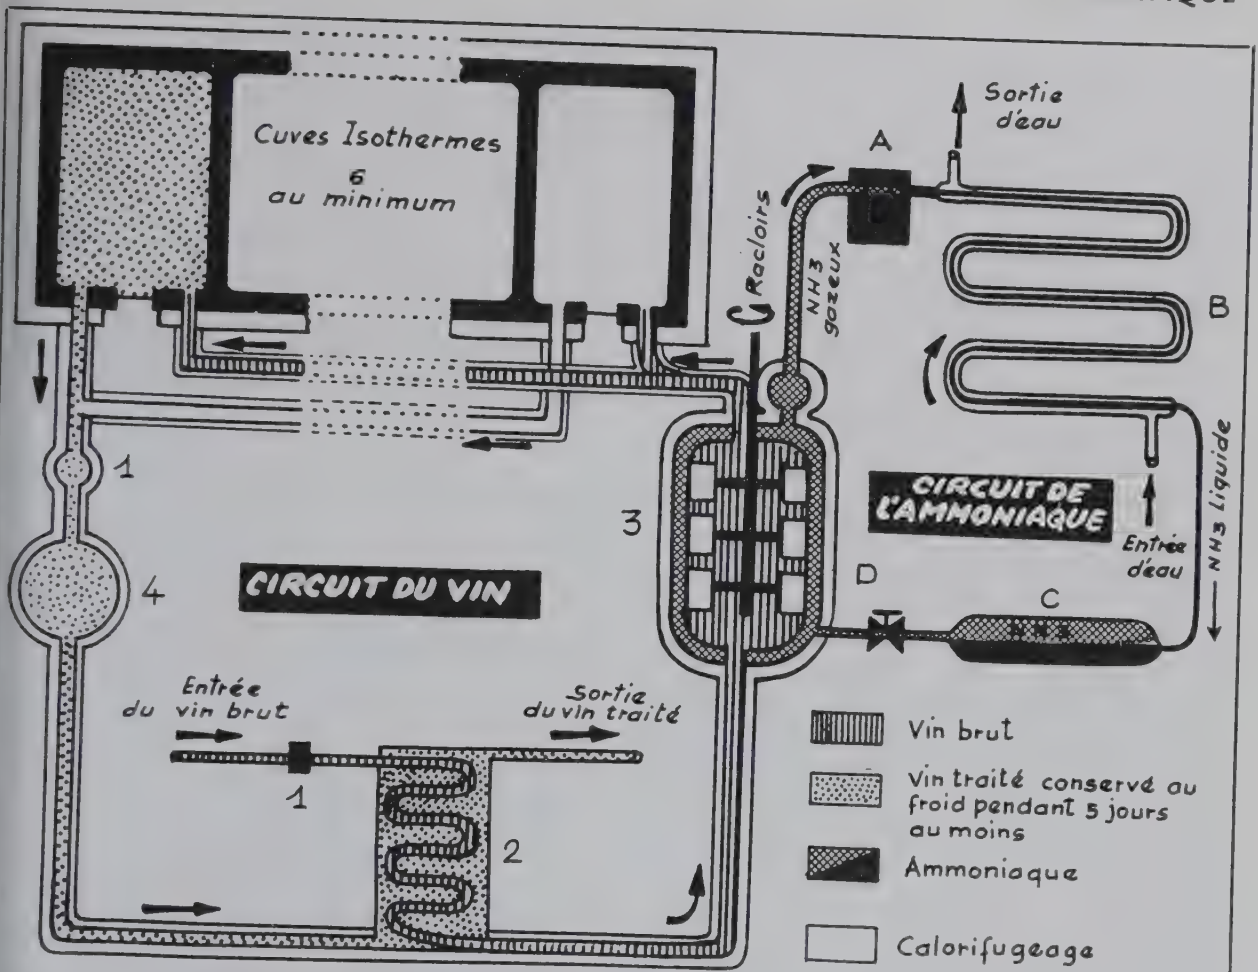 Cuves Isothermes
6
au minimum
Sortie
d'eau
A
Racloirs
NH3
gazeux
B
1
3
CIRCUIT DE
L'AMMONIAQUE
Entrée
d'eau
NH3 liquide
4
CIRCUIT DU VIN
D
C
NH3
Entrée
du vin brut
Sortie
du vin traité
1
2
Vin brut
Vin traité conservé au
froid pendant 5 jours
au moins
Ammoniaque
Calorifugeage